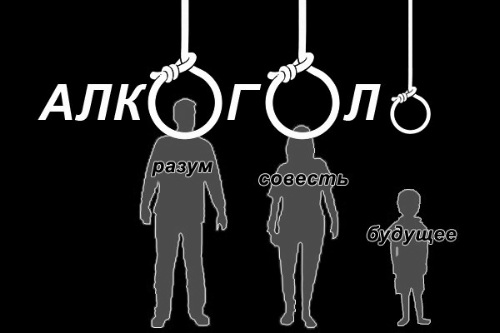 АЛКОГОЛЬ
разум
совесть
будущее